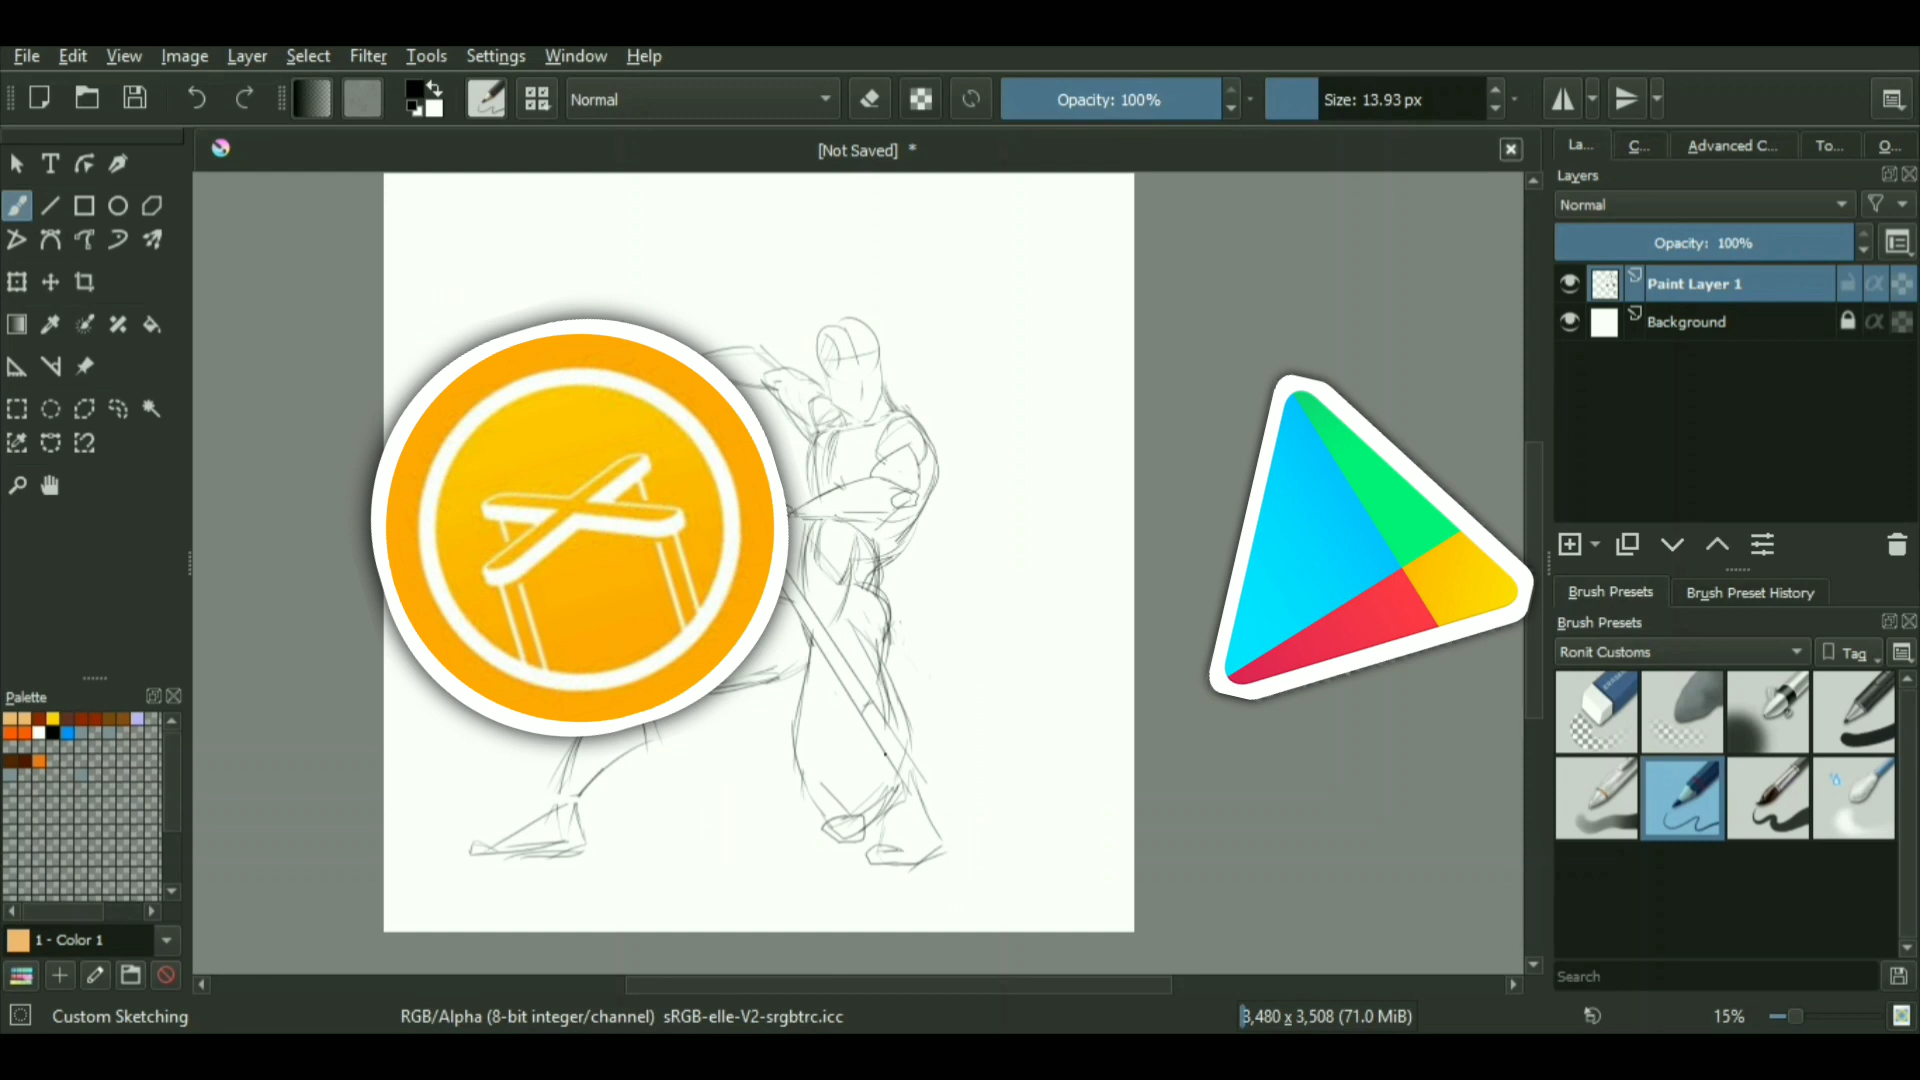 File Edit View Image Layer Select Filter Tools Settings Window Help
Normal Opacity: 100% Size: 13.93 px
[Not Saved] *
La... C... Advanced C... To... O...
Layers
Normal
Opacity: 100%
Paint Layer 1
Background
Brush Presets Brush Preset History
Brush Presets
Ronit Customs Tag
Palette
1 - Color 1
Search
Custom Sketching RGB/Alpha (8-bit integer/channel) sRGB-elle-V2-srgbtrc.icc 3,480 x 3,508 (71.0 MiB) 15%